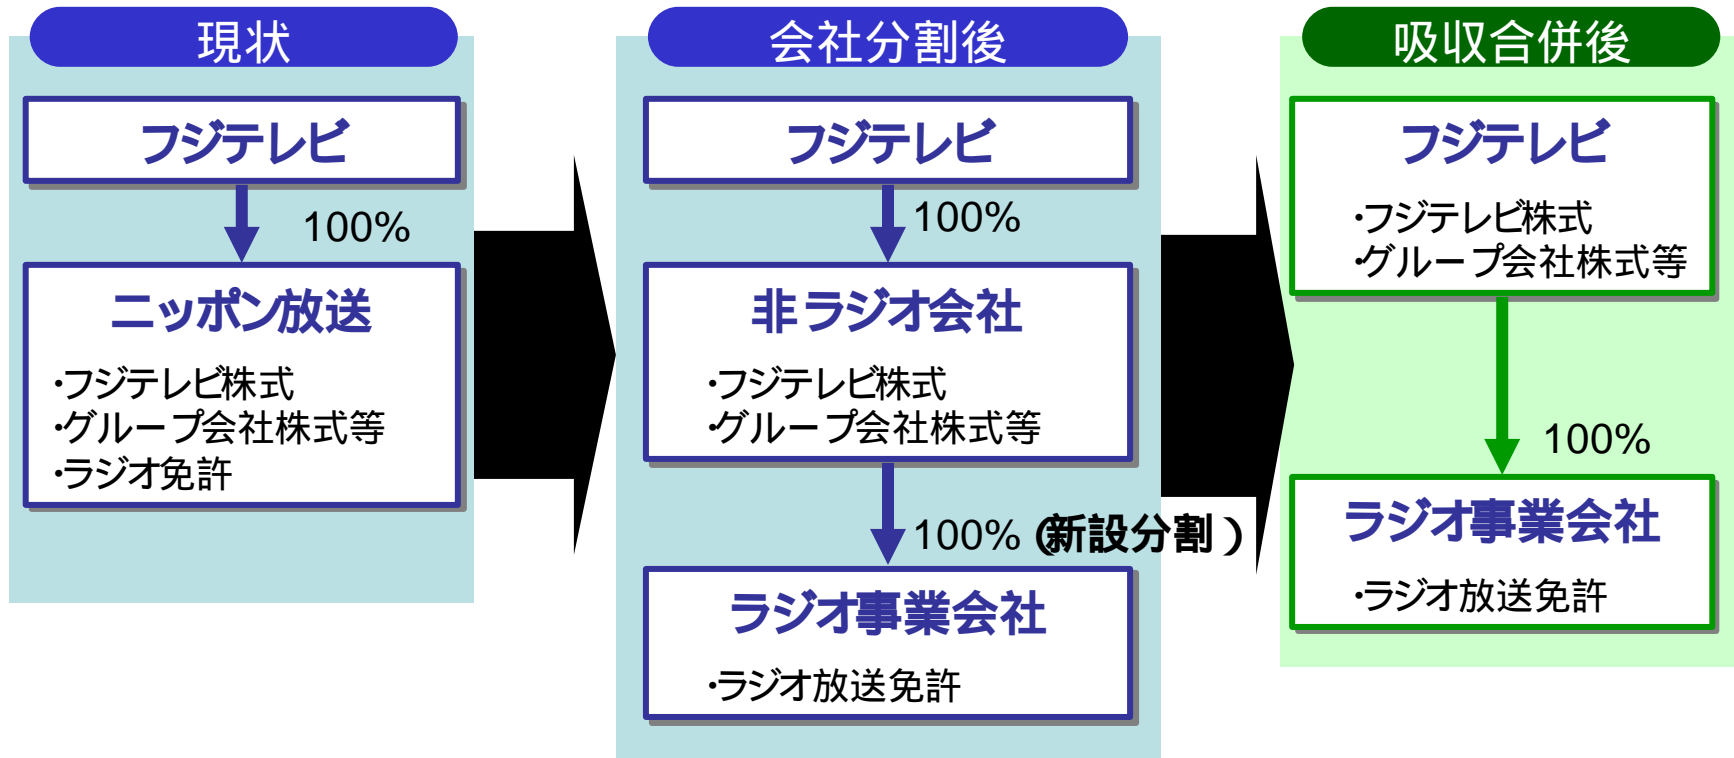 現状
フジテレビ
100%
ニッポン放送
・フジテレビ株式
・グループ会社株式等
・ラジオ免許
会社分割後
フジテレビ
100%
非ラジオ会社
・フジテレビ株式
・グループ会社株式等
100% (新設分割)
ラジオ事業会社
・ラジオ放送免許
吸収合併後
フジテレビ
・フジテレビ株式
・グループ会社株式等
100%
ラジオ事業会社
・ラジオ放送免許